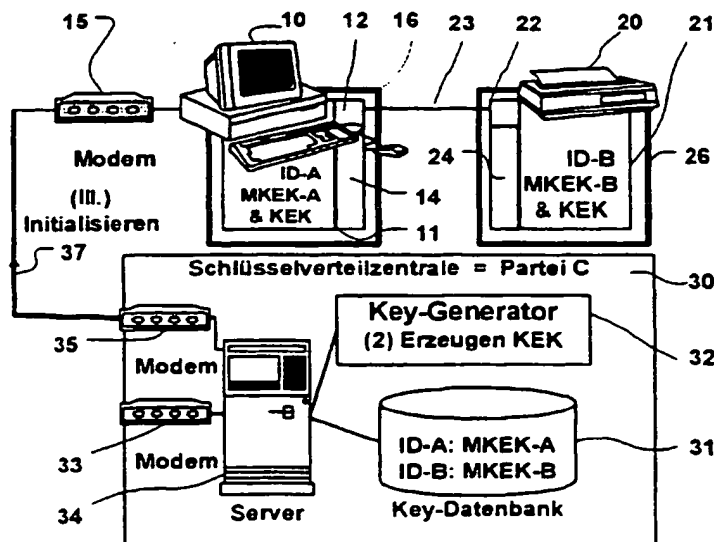 15
10
12
16
23
22
20
21
Modem
(III.)
Initialisieren
37
ID-A
MKEK-A
& KEK
14
11
24
ID-B
MKEK-B
& KEK
26
Schlüsselverteilzentrale = Partei C
30
35
Modem
Key-Generator
(2) Erzeugen KEK
32
33
Modem
34
Server
ID-A: MKEK-A
ID-B: MKEK-B
31
Key-Datenbank